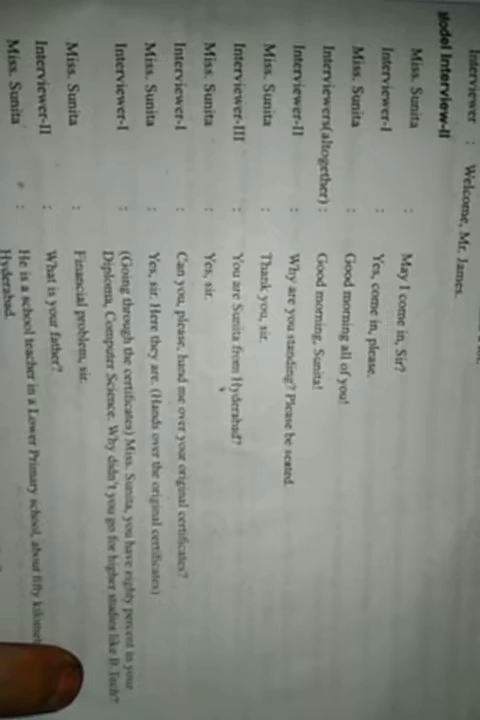 Interviewer : Welcome, Mr. James.
Model Interview-II
Miss. Sunita : May I come in, Sir?
Interviewer-I : Yes, come in, please.
Miss. Sunita : Good morning all of you!
Interviewers(altogether) : Good morning, Sunita!
Interviewer-II : Why are you standing? Please be seated.
Miss. Sunita : Thank you, sir.
Interviewer-III : You are Sunita from Hyderabad?
Miss. Sunita : Yes, sir.
Interviewer-I : Can you, please, hand me over your original certificates?
Miss. Sunita : Yes, sir. Here they are. (Hands over the original certificates)
Interviewer-I : (Going through the certificates) Miss. Sunita, you have eighty percent in your
Diploma, Computer Science. Why didn't you go for higher studies like B.Tech?
Miss. Sunita : Financial problem, sir.
Interviewer-II : What is your father?
Miss. Sunita : He is a school teacher in a Lower Primary school, about fifty
Hyderabad.